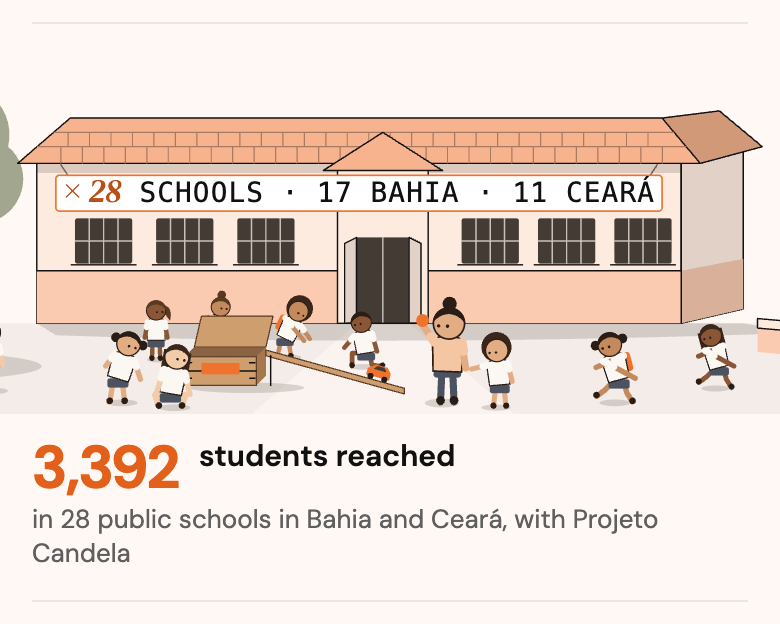 × 28 SCHOOLS · 17 BAHIA · 11 CEARÁ
3,392 students reached
in 28 public schools in Bahia and Ceará, with Projeto
Candela